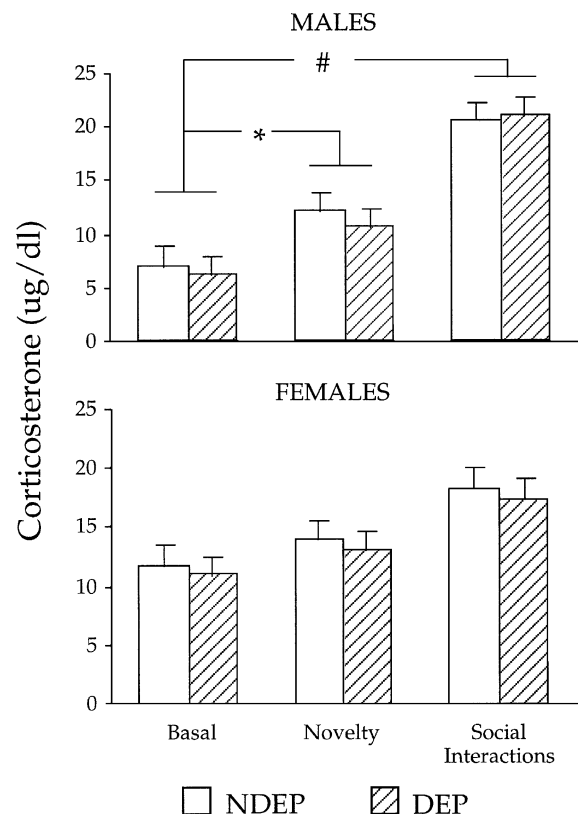 MALES
#
*
25
20
15
10
5
0
Corticosterone (ug/dl)
FEMALES
25
20
15
10
5
0
Basal Novelty Social
Interactions
NDEP DEP